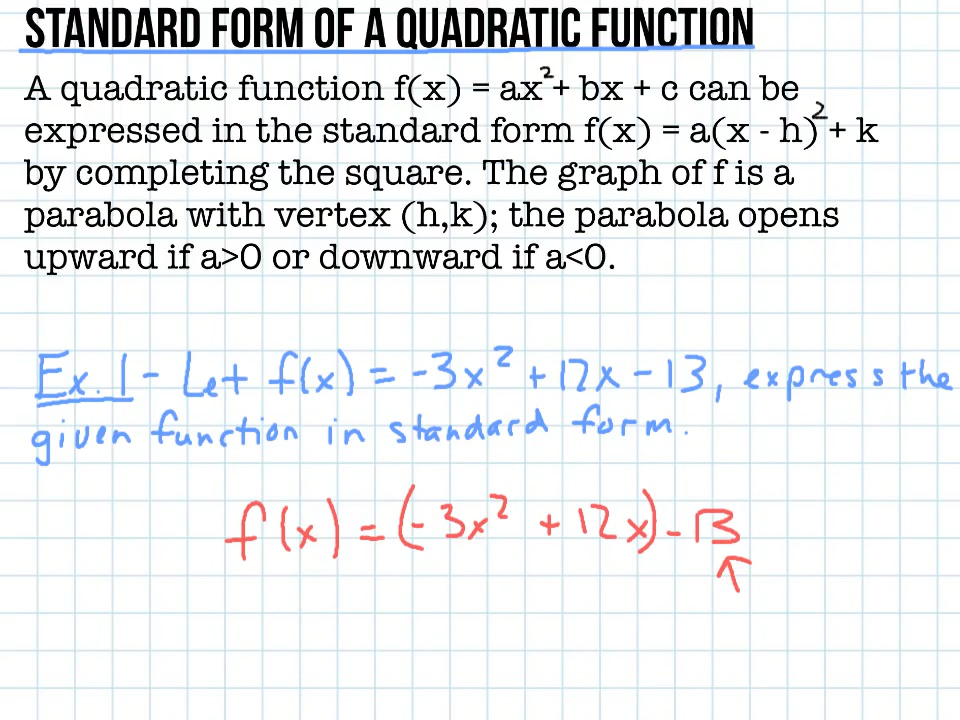 STANDARD FORM OF A QUADRATIC FUNCTION
A quadratic function f(x) = ax² + bx + c can be
expressed in the standard form f(x) = a(x - h)² + k
by completing the square. The graph of f is a
parabola with vertex (h,k); the parabola opens
upward if a>0 or downward if a<0.
Ex. 1 - Let f(x) = -3x² + 12x - 13, express the
given function in standard form.
f(x) = (-3x² + 12x) - 13
↑